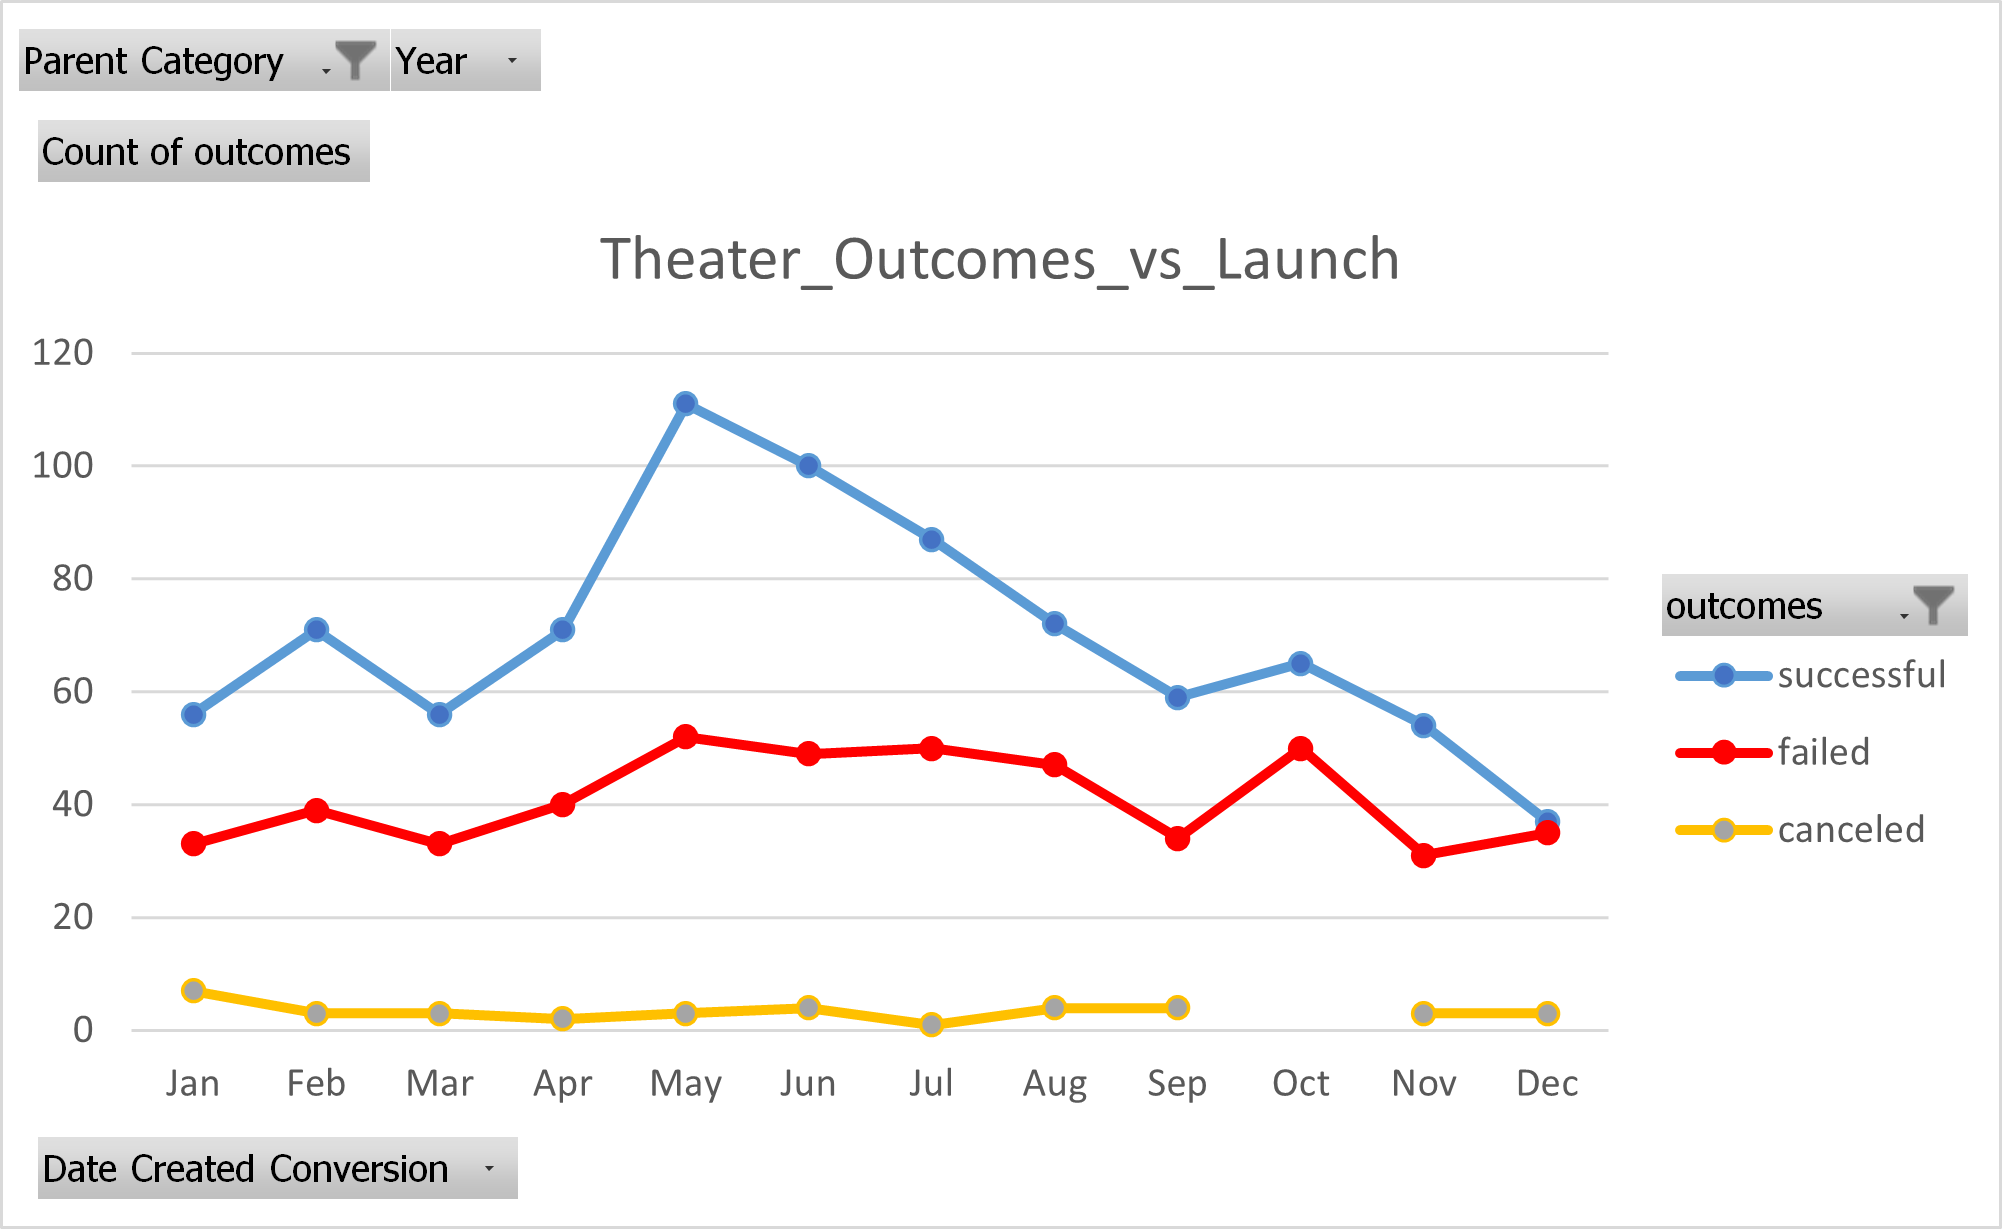 Parent Category Year
Count of outcomes
Theater_Outcomes_vs_Launch
120
100
80
60
40
20
0
Jan Feb Mar Apr May Jun Jul Aug Sep Oct Nov Dec
outcomes
successful
failed
canceled
Date Created Conversion